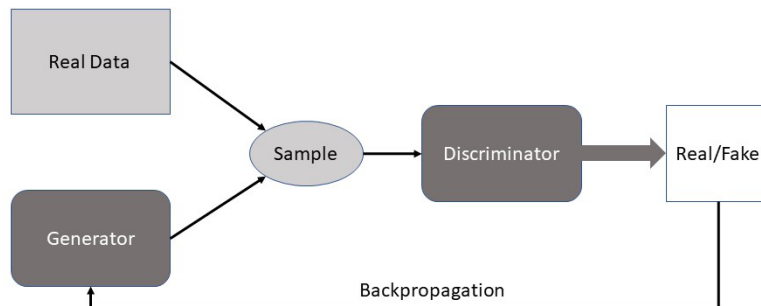 Real Data
Sample
Discriminator
Real/Fake
Generator
Backpropagation